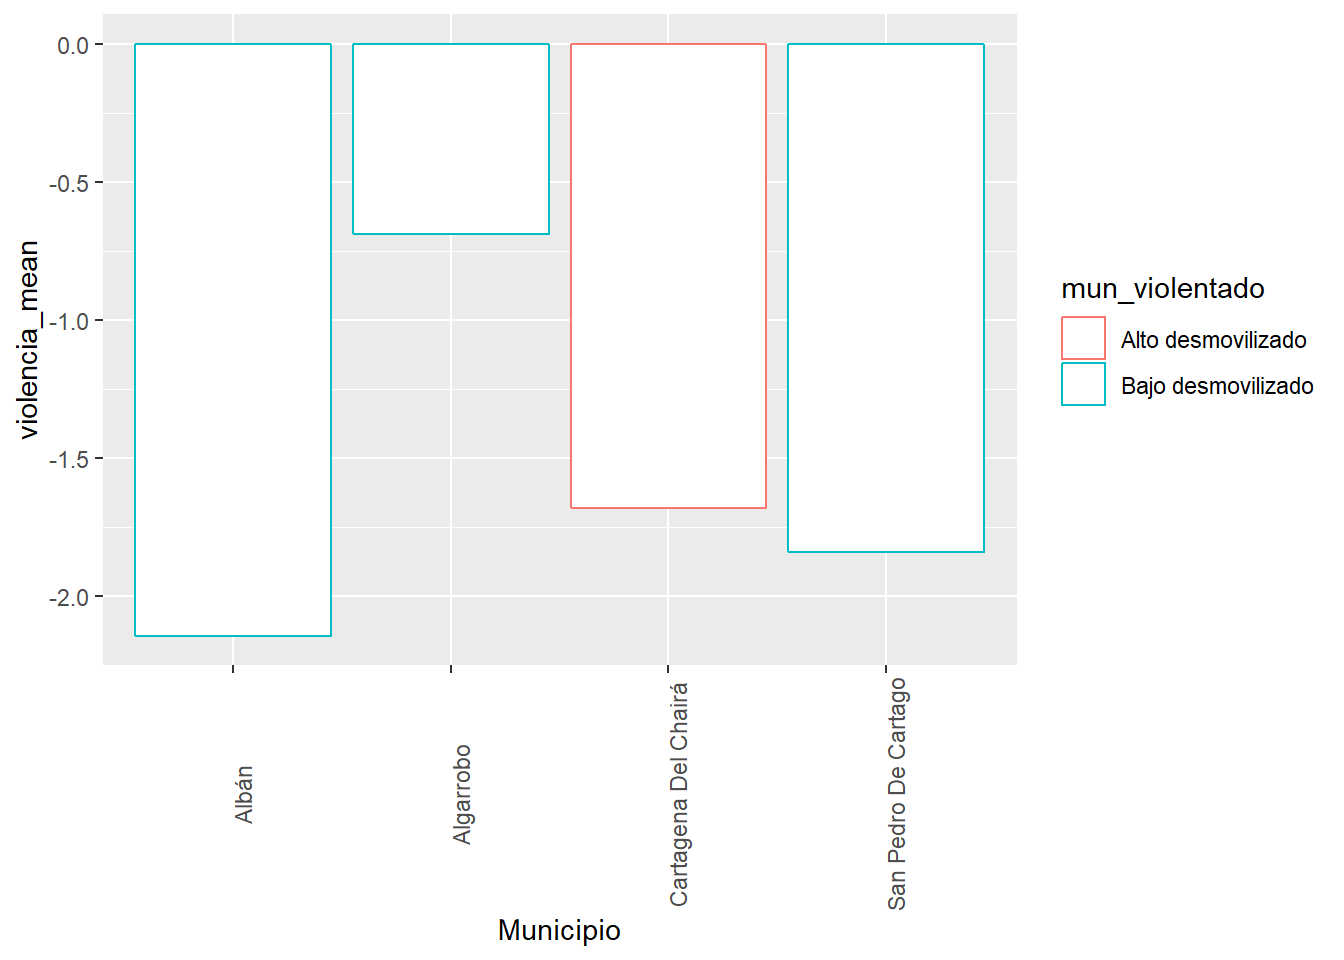 0.0
-0.5
-1.0
-1.5
-2.0
violencia_mean
Albán
Algarrobo
Cartagena Del Chairá
San Pedro De Cartago
Municipio
mun_violentado
Alto desmovilizado
Bajo desmovilizado